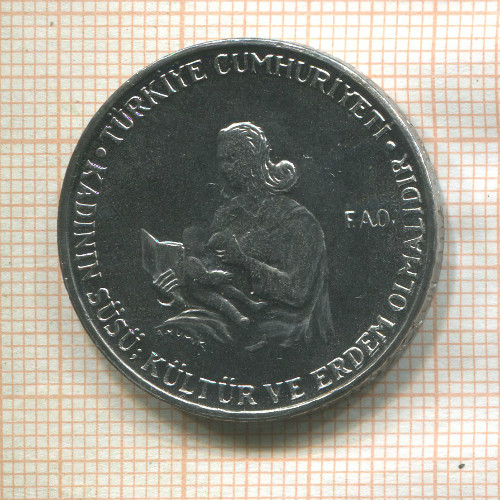 • TÜRKİYE CUMHURİYETİ •
KADININ SÜSÜ; KÜLTÜR VE ERDEM OLMALIDIR
F.A.O.